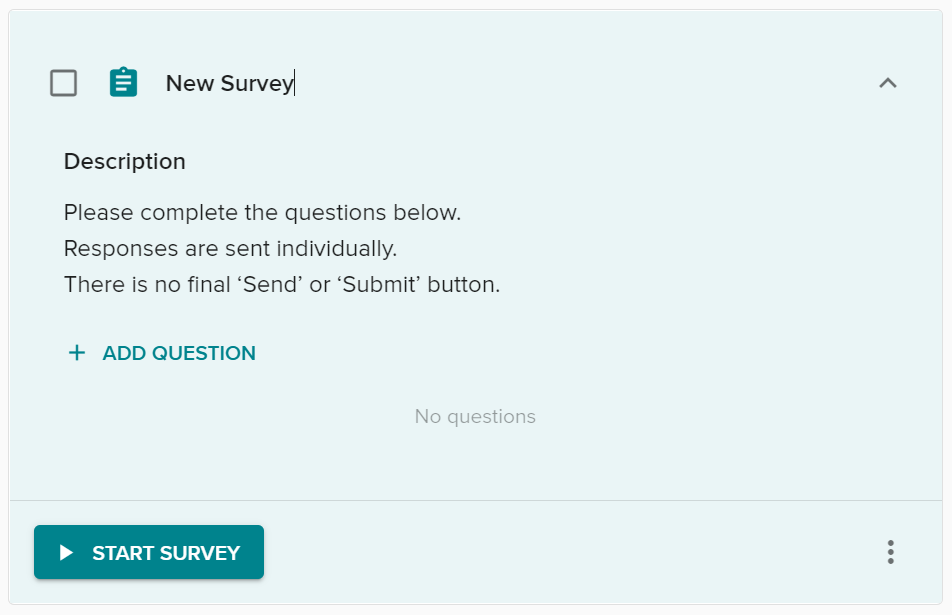 New Survey
Description
Please complete the questions below.
Responses are sent individually.
There is no final ‘Send’ or ‘Submit’ button.
ADD QUESTION
No questions
START SURVEY